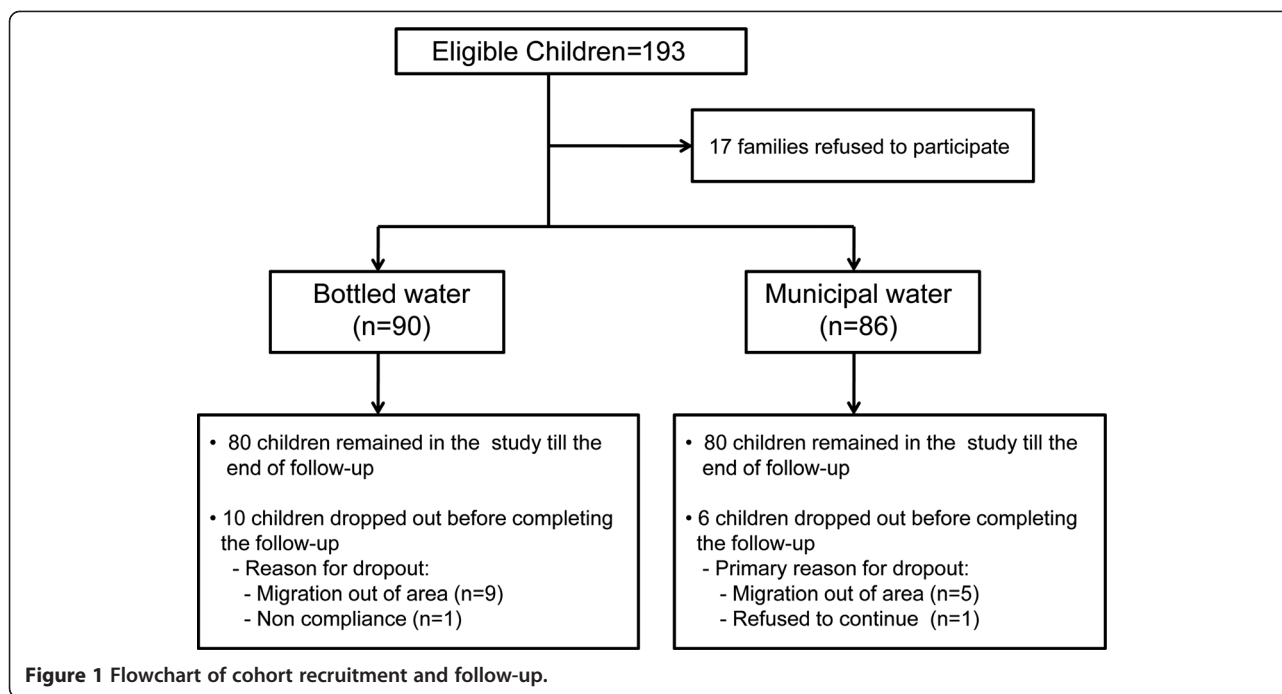 Eligible Children=193
17 families refused to participate
Bottled water
(n=90)
Municipal water
(n=86)
• 80 children remained in the study till the
end of follow-up
• 10 children dropped out before completing
the follow-up
- Reason for dropout:
- Migration out of area (n=9)
- Non compliance (n=1)
• 80 children remained in the study till the
end of follow-up
• 6 children dropped out before completing
the follow-up
- Primary reason for dropout:
- Migration out of area (n=5)
- Refused to continue (n=1)
Figure 1 Flowchart of cohort recruitment and follow-up.